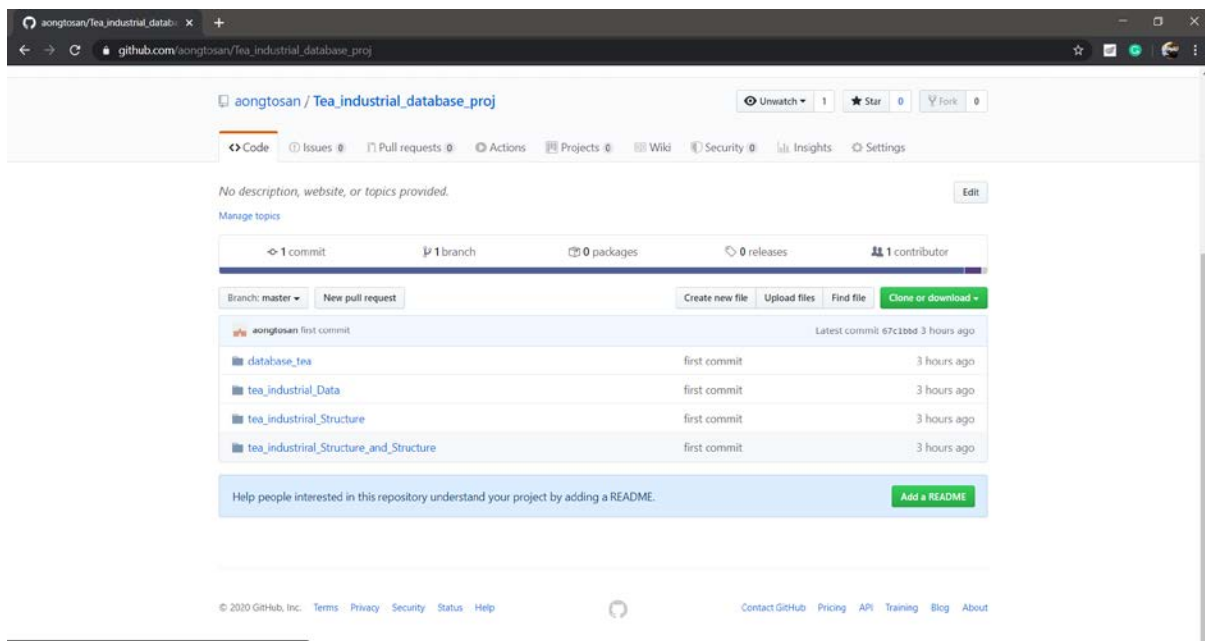 aongtosan/Tea_industrial_datab
github.com/aongtosan/Tea_industrial_database_proj
aongtosan / Tea_industrial_database_proj
Unwatch 1 Star 0 Fork 0
<> Code Issues 0 Pull requests 0 Actions Projects 0 Wiki Security 0 Insights Settings
No description, website, or topics provided. Edit
Manage topics
1 commit 1 branch 0 packages 0 releases 1 contributor
Branch: master New pull request Create new file Upload files Find file Clone or download
aongtosan first commit Latest commit 67c1bbd 3 hours ago
database_tea first commit 3 hours ago
tea_industrial_Data first commit 3 hours ago
tea_industriral_Structure first commit 3 hours ago
tea_industriral_Structure_and_Structure first commit 3 hours ago
Help people interested in this repository understand your project by adding a README. Add a README
© 2020 GitHub, Inc. Terms Privacy Security Status Help Contact GitHub Pricing API Training Blog About